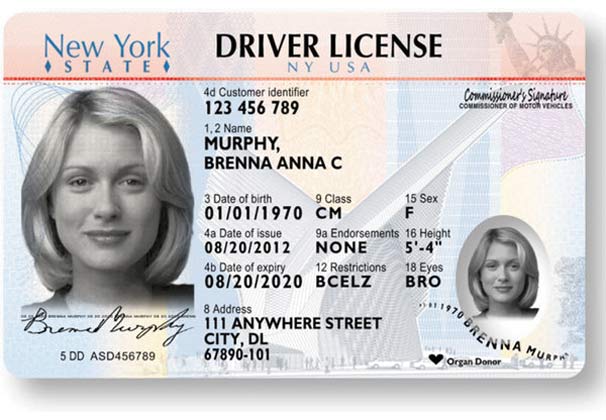 New York
STATE
DRIVER LICENSE
NY USA
4d Customer identifier
123 456 789
Commissioner's Signature
COMMISSIONER OF MOTOR VEHICLES
1, 2 Name
MURPHY,
BRENNA ANNA C
3 Date of birth 9 Class 15 Sex
01/01/1970 CM F
4a Date of issue 9a Endorsements 16 Height
08/20/2012 NONE 5'-4"
4b Date of expiry 12 Restrictions 18 Eyes
08/20/2020 BCELZ BRO
8 Address
111 ANYWHERE STREET
CITY, DL
67890-101
Brenna Murphy
5 DD ASD456789
BRENNA MURPHY
Organ Donor